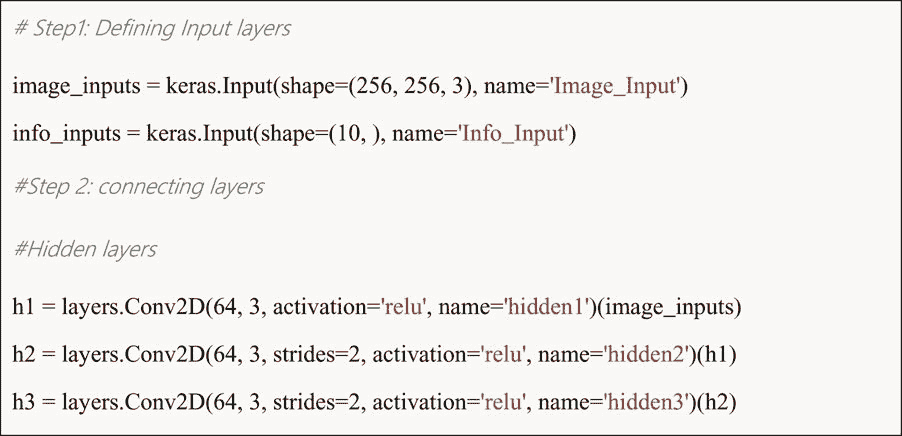 # Step1: Defining Input layers
image_inputs = keras.Input(shape=(256, 256, 3), name='Image_Input')
info_inputs = keras.Input(shape=(10, ), name='Info_Input')
#Step 2: connecting layers
#Hidden layers
h1 = layers.Conv2D(64, 3, activation='relu', name='hidden1')(image_inputs)
h2 = layers.Conv2D(64, 3, strides=2, activation='relu', name='hidden2')(h1)
h3 = layers.Conv2D(64, 3, strides=2, activation='relu', name='hidden3')(h2)